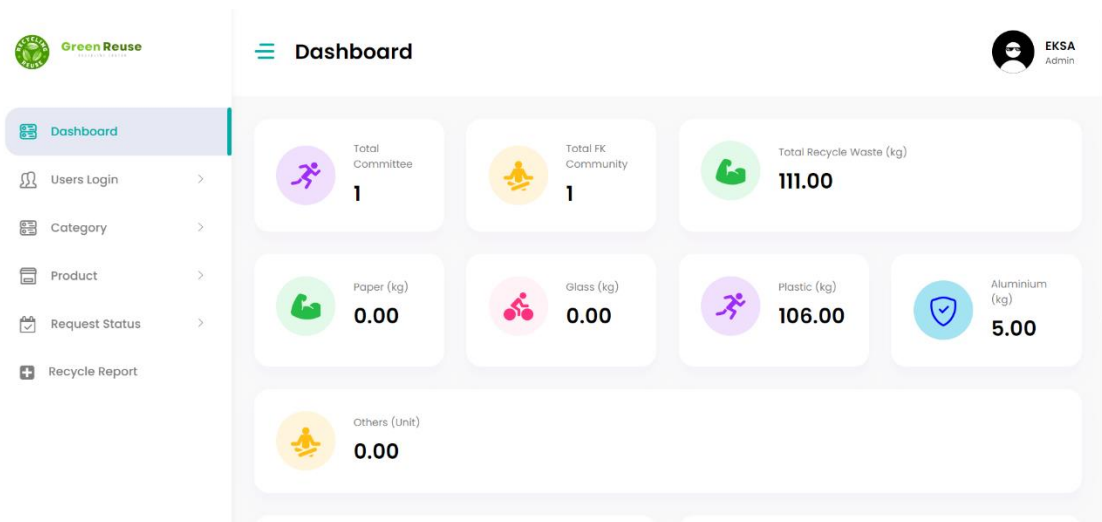 RECYCLING
REUSE
Green Reuse
Dashboard
EKSA
Admin
Dashboard
Users Login
Category
Product
Request Status
Recycle Report
Total
Committee
1
Total FK
Community
1
Total Recycle Waste (kg)
111.00
Paper (kg)
0.00
Glass (kg)
0.00
Plastic (kg)
106.00
Aluminium
(kg)
5.00
Others (Unit)
0.00